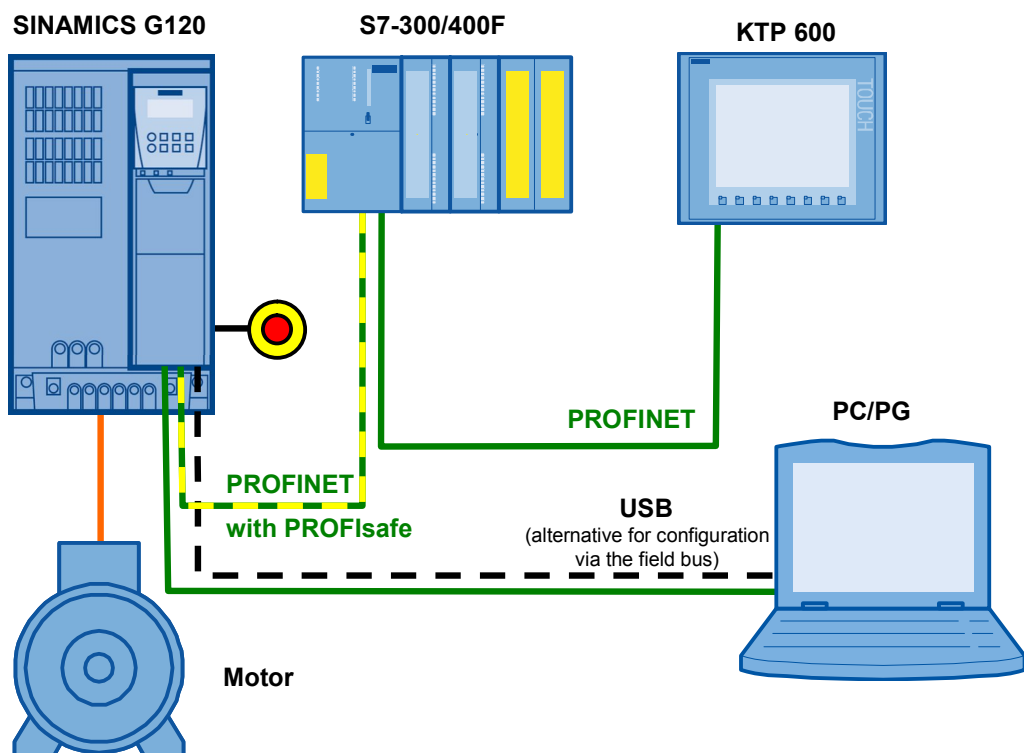 SINAMICS G120
S7-300/400F
KTP 600
TOUCH
PROFINET
PC/PG
PROFINET
with PROFIsafe
USB
(alternative for configuration
via the field bus)
Motor